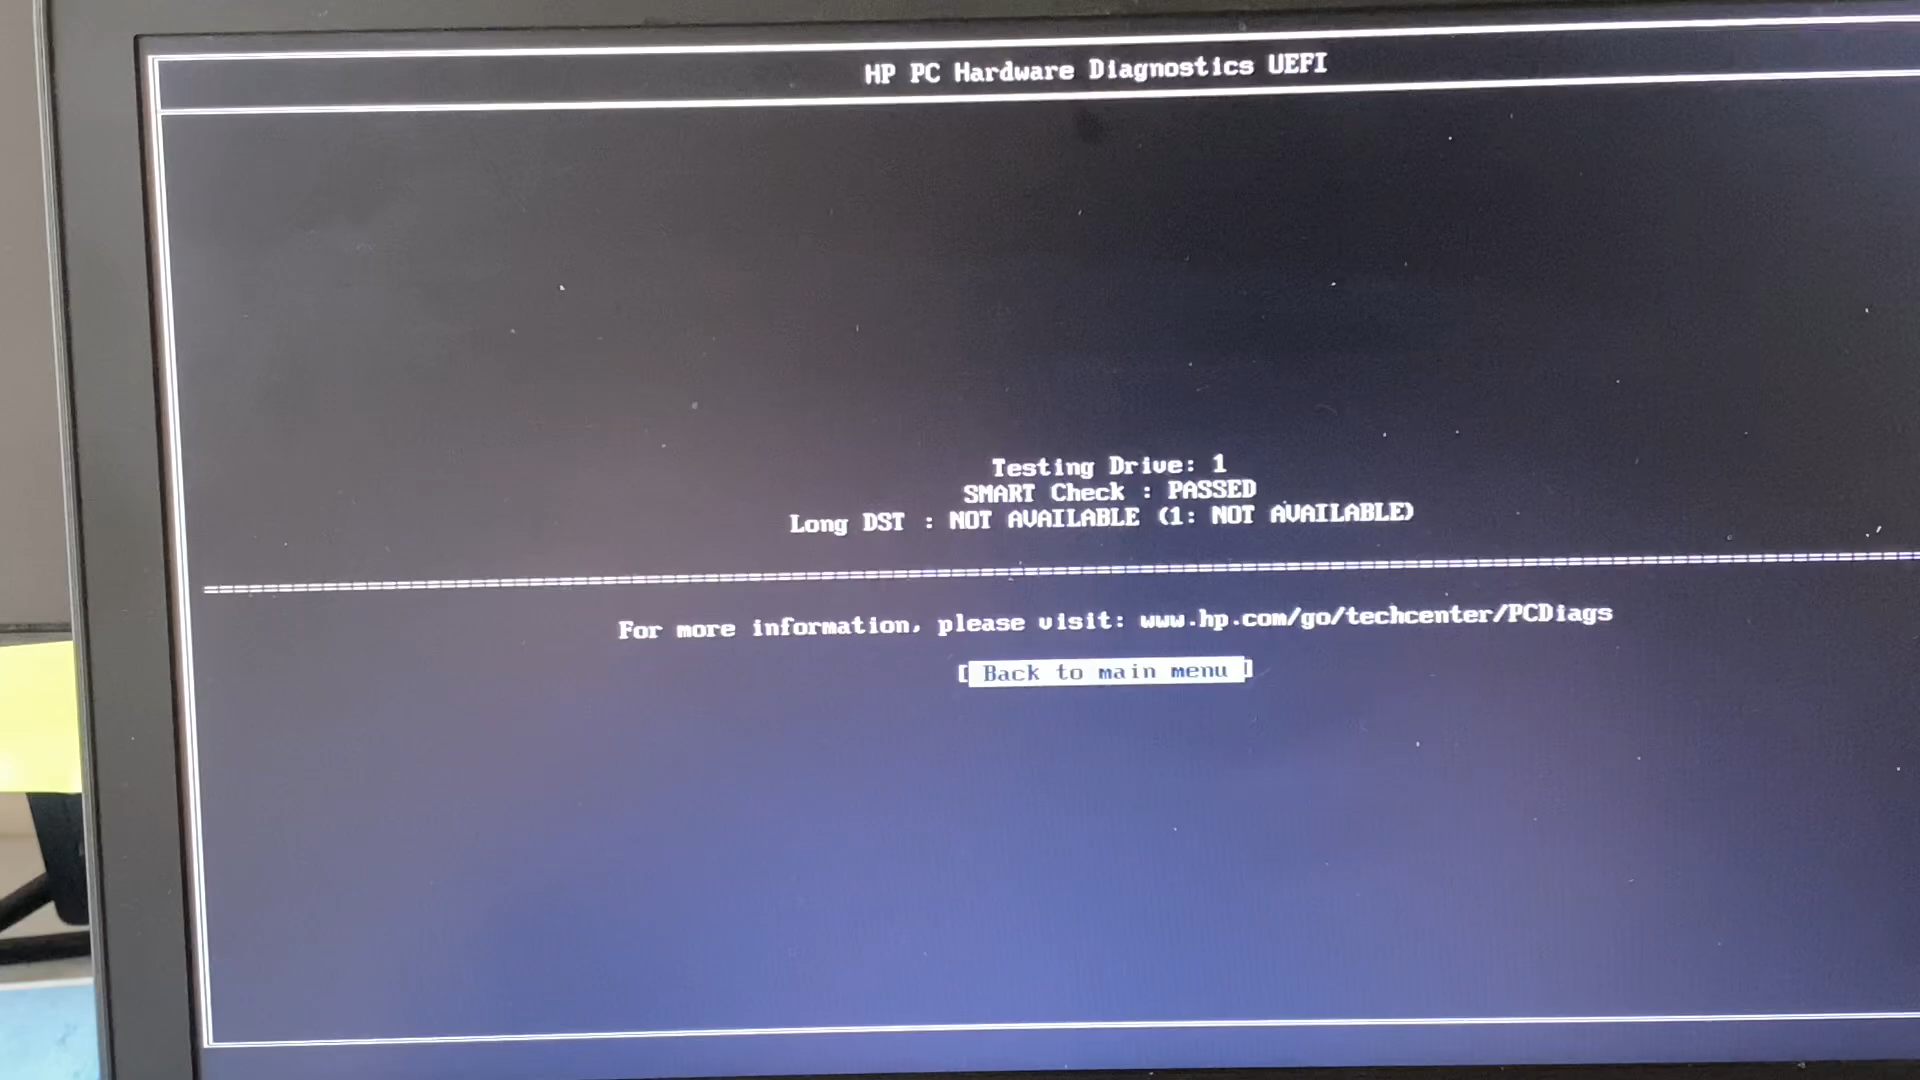 HP PC Hardware Diagnostics UEFI
Testing Drive: 1
SMART Check : PASSED
Long DST : NOT AVAILABLE (1: NOT AVAILABLE)
For more information, please visit: www.hp.com/go/techcenter/PCDiags
[ Back to main menu ]